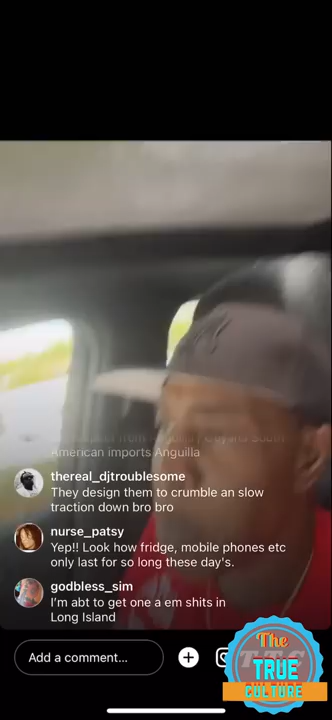 American imports Anguilla
thereal_djtroublesome
They design them to crumble an slow
traction down bro bro
nurse_patsy
Yep!! Look how fridge, mobile phones etc
only last for so long these day's.
godbless_sim
I'm abt to get one a em shits in
Long Island
Add a comment...
The
TTC
TRUE
CULTURE